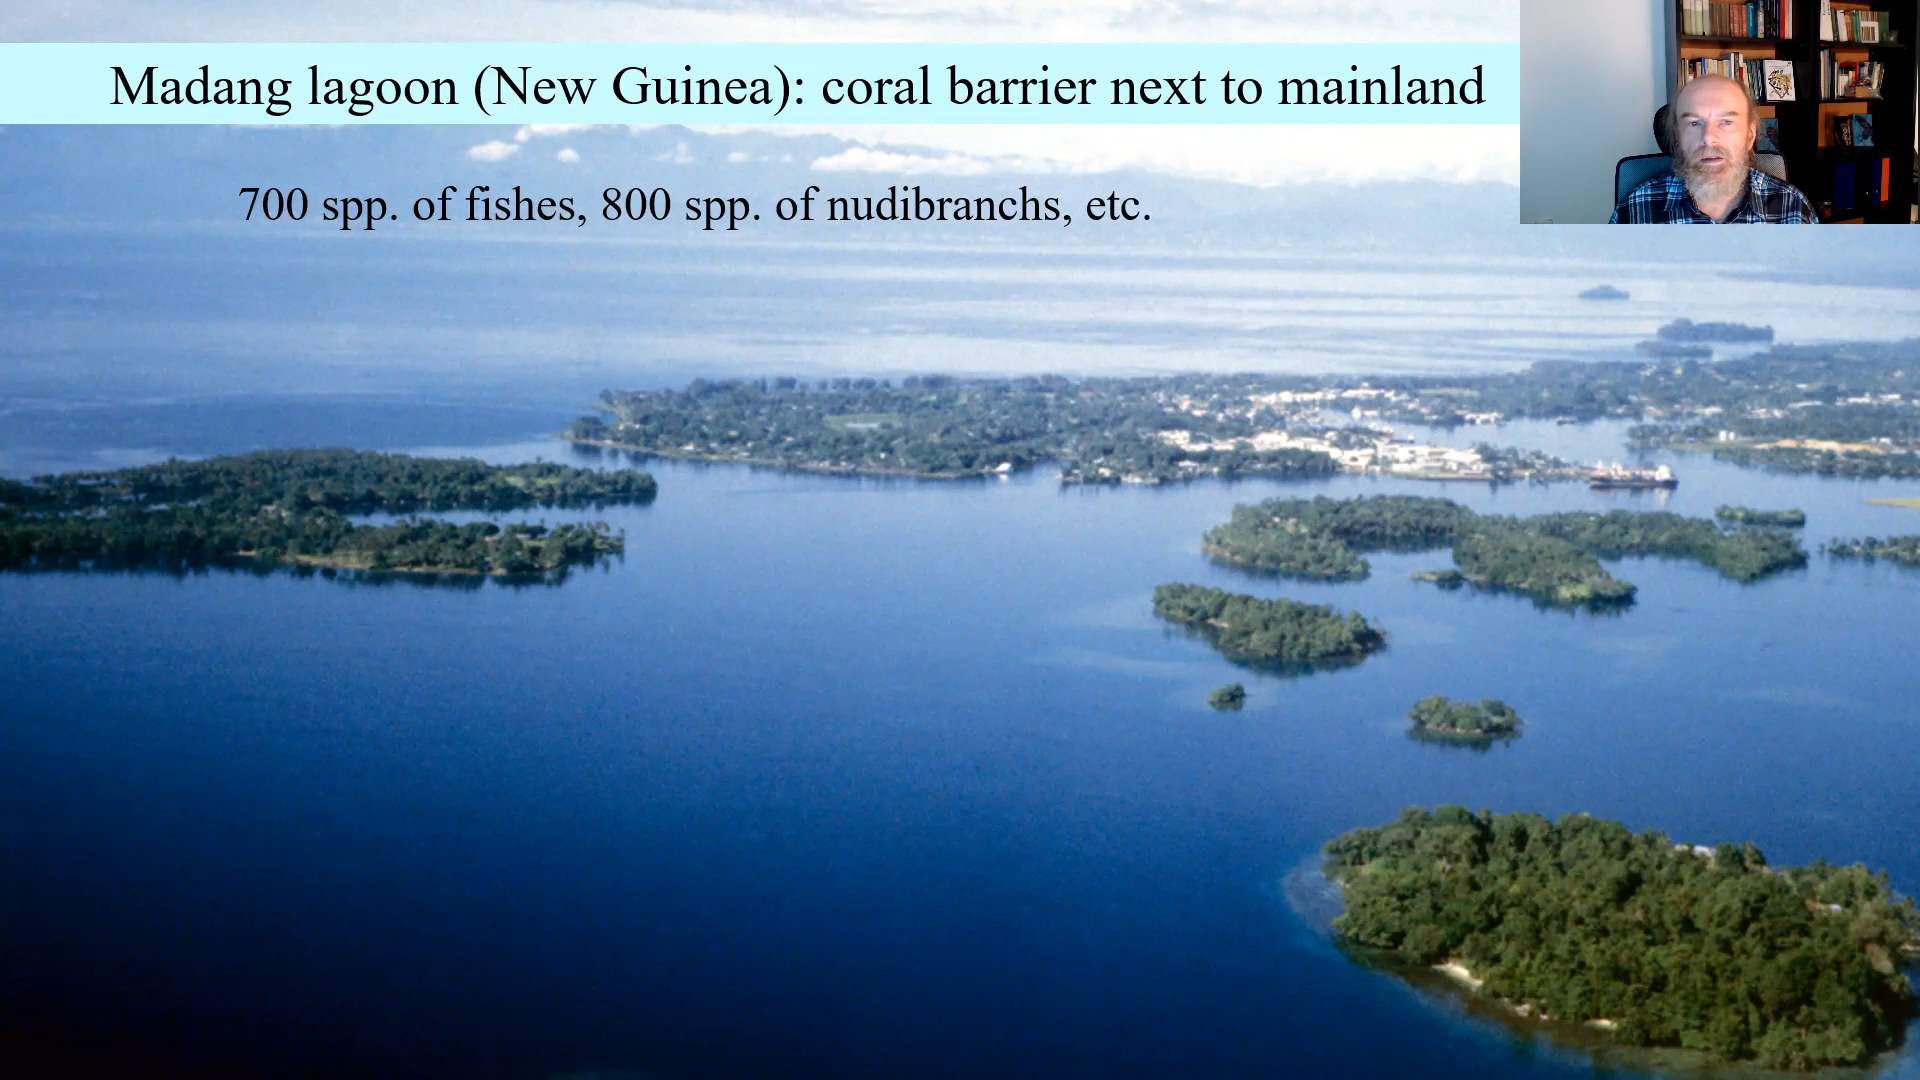 Madang lagoon (New Guinea): coral barrier next to mainland
700 spp. of fishes, 800 spp. of nudibranchs, etc.